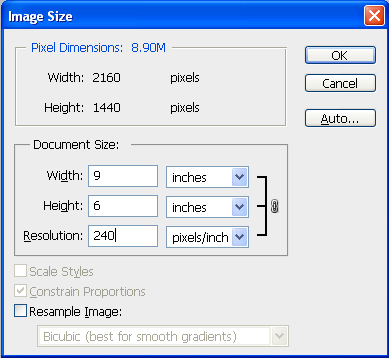 Image Size
Pixel Dimensions: 8.90M
OK
Width: 2160 pixels
Cancel
Height: 1440 pixels
Auto...
Document Size:
Width: 9 inches
Height: 6 inches
Resolution: 240 pixels/inch
Scale Styles
Constrain Proportions
Resample Image:
Bicubic (best for smooth gradients)